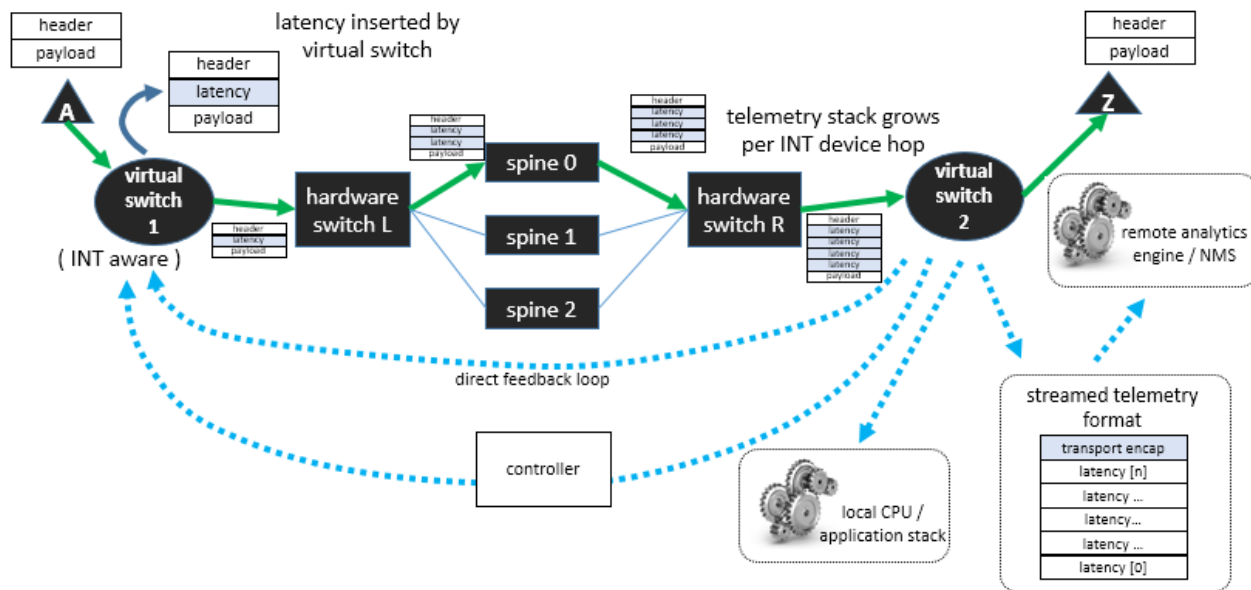 header
payload
A
latency inserted by
virtual switch
header
latency
payload
virtual
switch
1
( INT aware )
header
latency
payload
hardware
switch L
header
latency
latency
payload
spine 0
spine 1
spine 2
header
latency
latency
latency
payload
telemetry stack grows
per INT device hop
hardware
switch R
header
latency
latency
latency
latency
payload
virtual
switch
2
header
payload
Z
remote analytics
engine / NMS
direct feedback loop
controller
local CPU /
application stack
streamed telemetry
format
transport encap
latency [n]
latency ...
latency...
latency ...
latency [0]